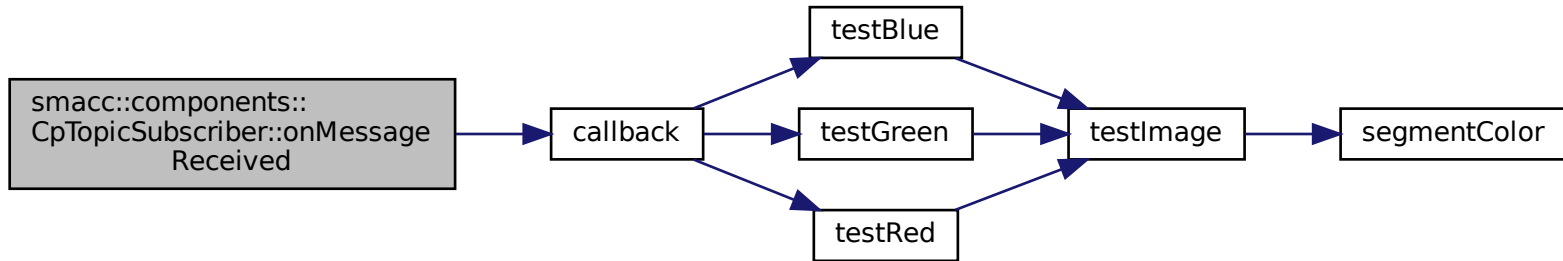 smacc::components::
CpTopicSubscriber::onMessage
Received
callback
testBlue
testGreen
testRed
testImage
segmentColor